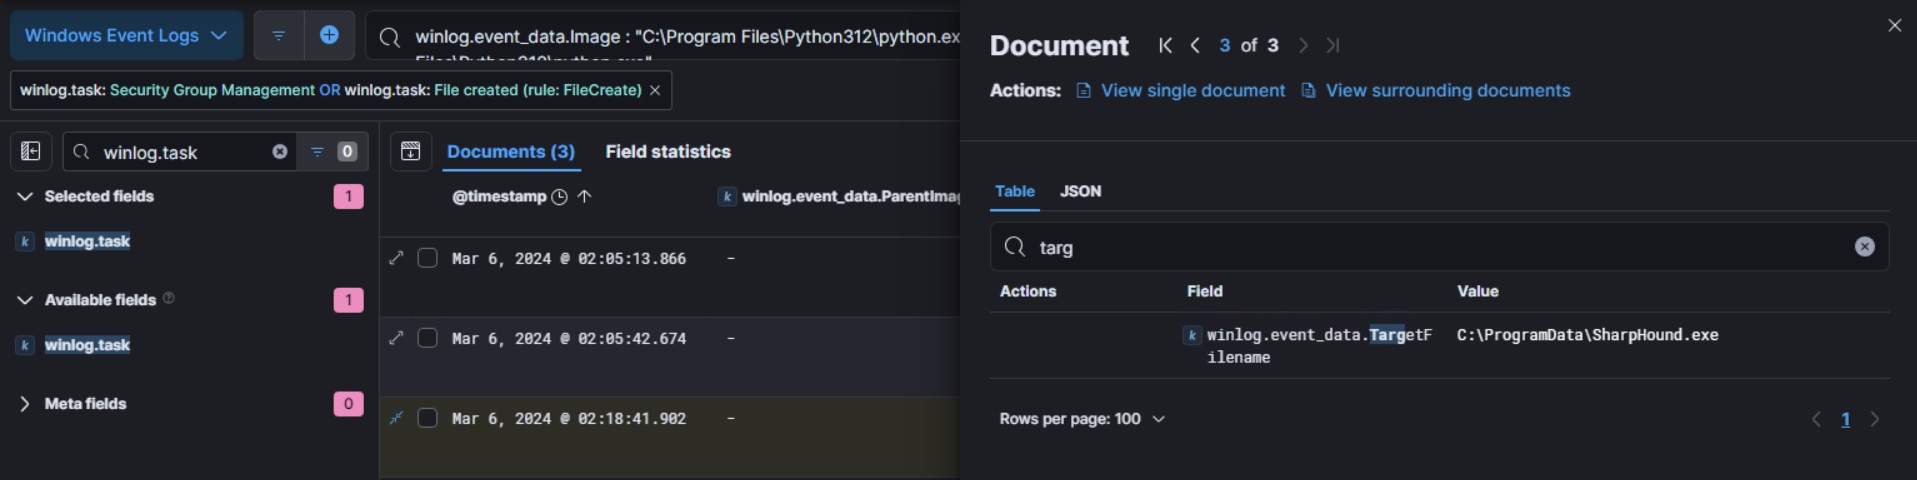 Windows Event Logs
winlog.event_data.Image : "C:\Program Files\Python312\python.ex
winlog.task: Security Group Management OR winlog.task: File created (rule: FileCreate)
winlog.task
0
Selected fields 1
k winlog.task
Available fields 1
k winlog.task
Meta fields 0
Documents (3) Field statistics
@timestamp k winlog.event_data.ParentImag
Mar 6, 2024 @ 02:05:13.866 -
Mar 6, 2024 @ 02:05:42.674 -
Mar 6, 2024 @ 02:18:41.902 -
Document 3 of 3
Actions: View single document View surrounding documents
Table JSON
targ
Actions Field Value
k winlog.event_data.TargetF C:\ProgramData\SharpHound.exe
ilename
Rows per page: 100 1